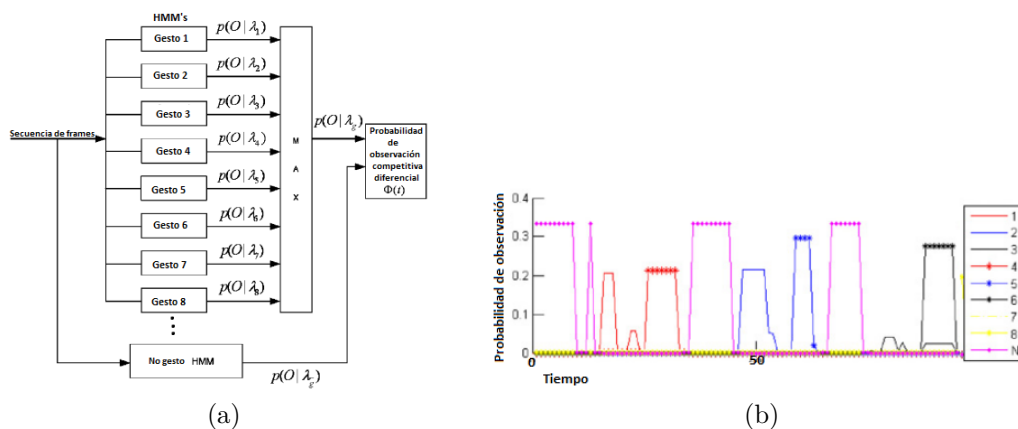 HMM's
Gesto 1
p(O|λ1)
Gesto 2
p(O|λ2)
Gesto 3
p(O|λ3)
Secuencia de frames
Gesto 4
p(O|λ4)
Gesto 5
p(O|λ5)
Gesto 6
p(O|λ6)
Gesto 7
p(O|λ7)
Gesto 8
p(O|λ8)
No gesto HMM
p(O|λg̅)
M
A
X
p(O|λg)
Probabilidad
de
observación
competitiva
diferencial
Φ(t)
(a)
Probabilidad de observación
0.4
0.3
0.2
0.1
0
0
50
Tiempo
1
2
3
4
5
6
7
8
N
(b)